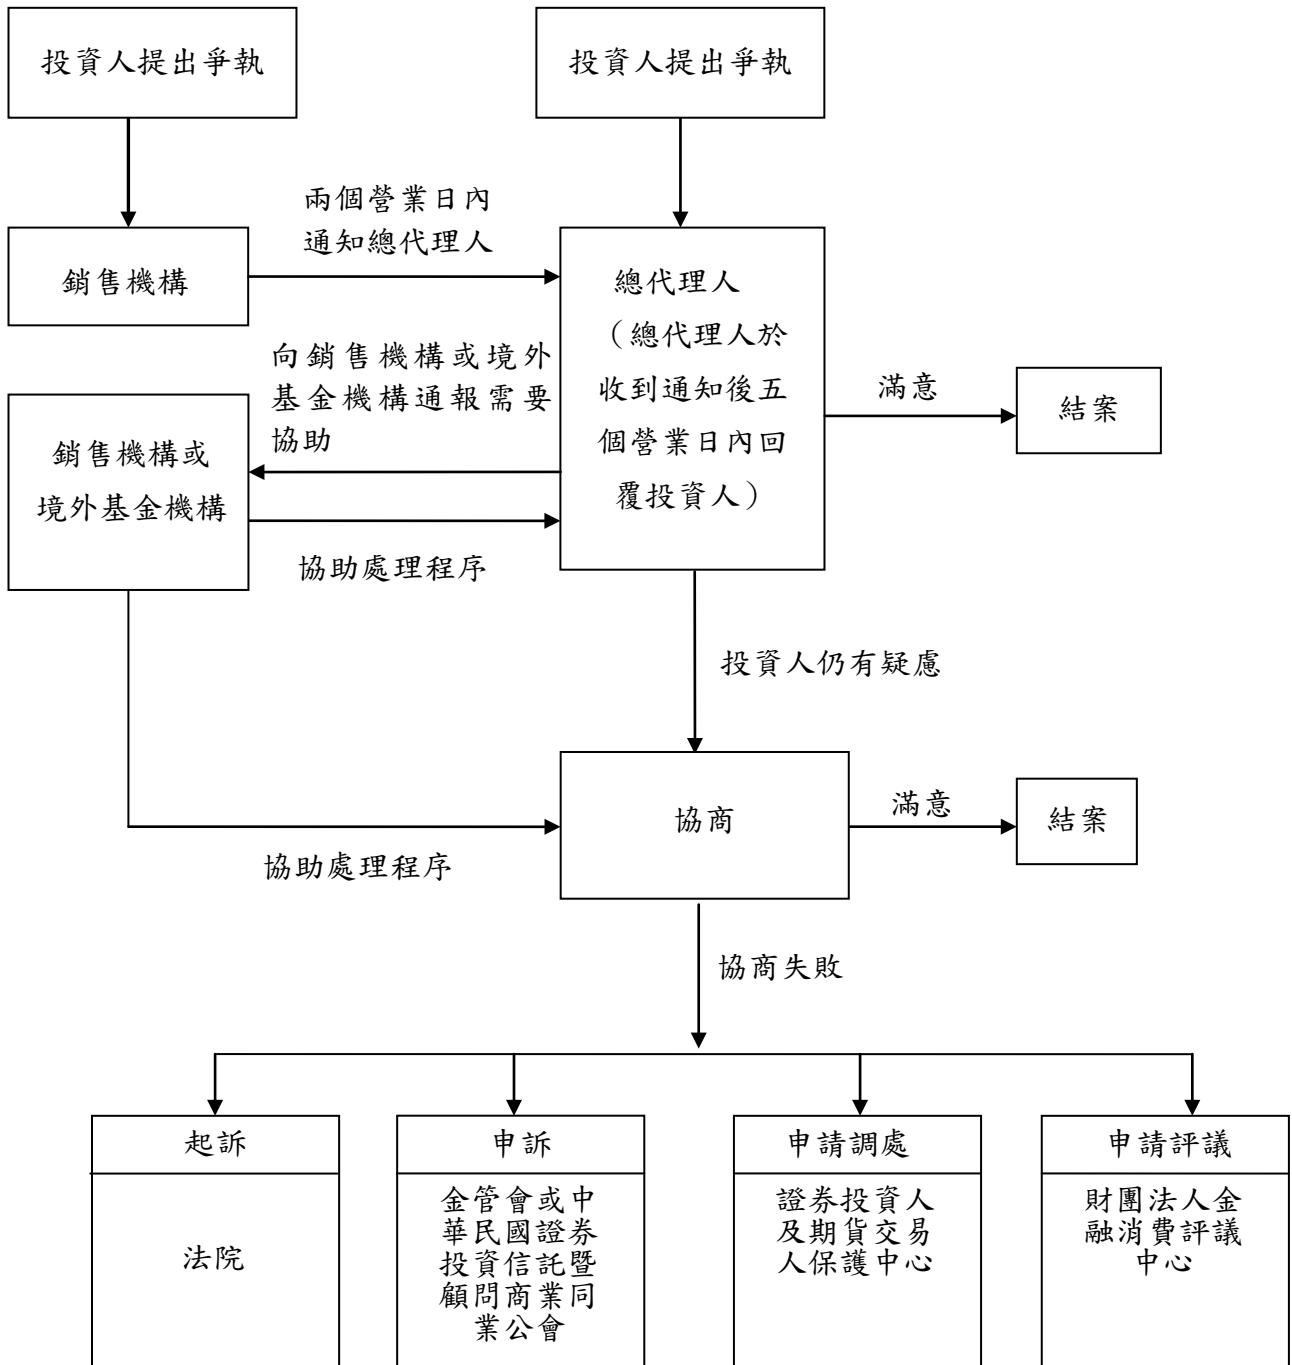 投資人提出爭執
投資人提出爭執
兩個營業日內
通知總代理人
銷售機構
總代理人
（總代理人於
收到通知後五
個營業日內回
覆投資人）
向銷售機構或境外
基金機構通報需要
協助
滿意
結案
銷售機構或
境外基金機構
協助處理程序
投資人仍有疑慮
協商
滿意
結案
協助處理程序
協商失敗
起訴
法院
申訴
金管會或中
華民國證券
投資信託暨
顧問商業同
業公會
申請調處
證券投資人
及期貨交易
人保護中心
申請評議
財團法人金
融消費評議
中心